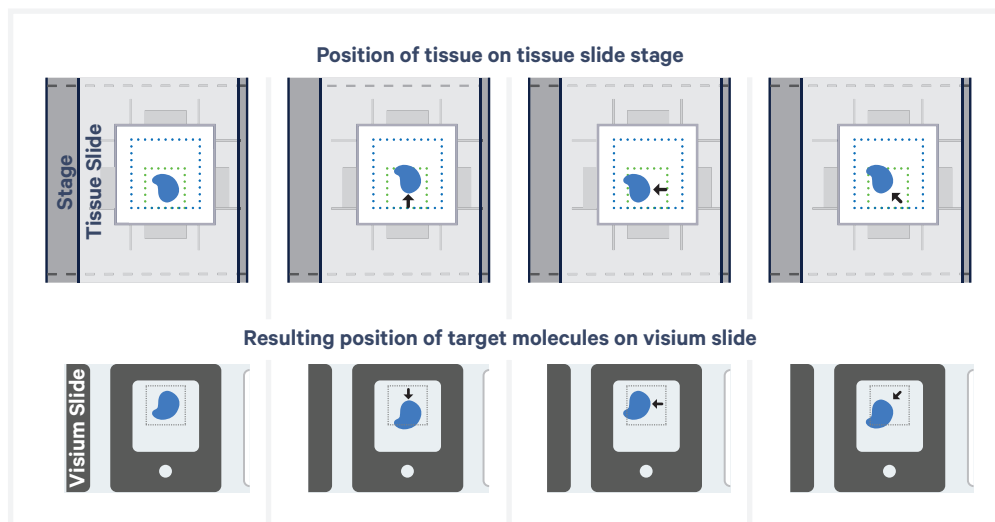 Position of tissue on tissue slide stage
Stage
Tissue Slide
Resulting position of target molecules on visium slide
Visium Slide